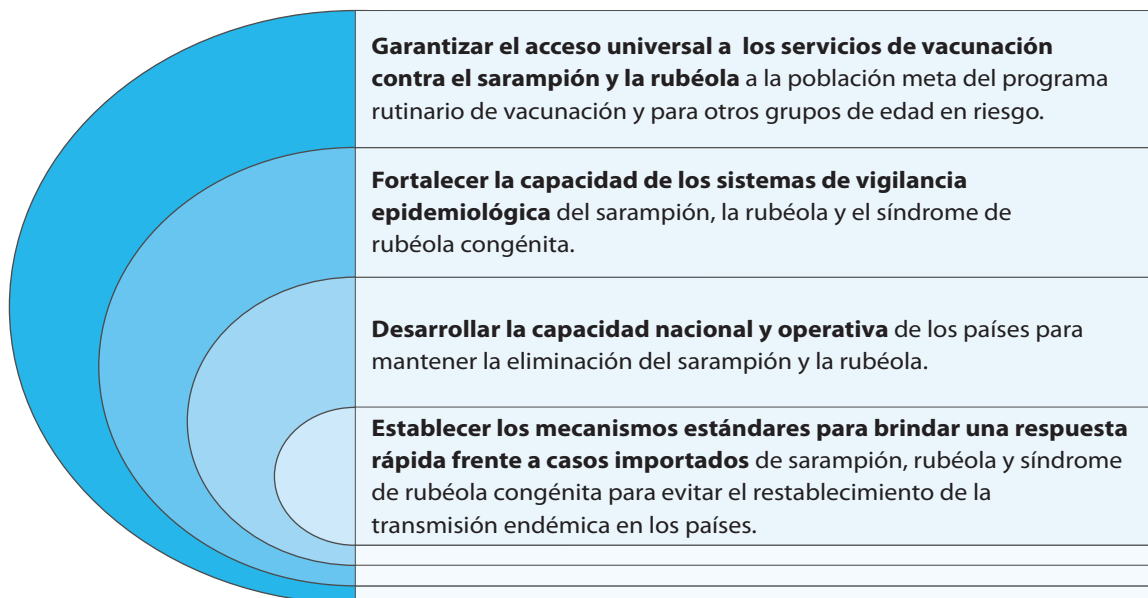 Garantizar el acceso universal a los servicios de vacunación
contra el sarampión y la rubéola a la población meta del programa
rutinario de vacunación y para otros grupos de edad en riesgo.
Fortalecer la capacidad de los sistemas de vigilancia
epidemiológica del sarampión, la rubéola y el síndrome de
rubéola congénita.
Desarrollar la capacidad nacional y operativa de los países para
mantener la eliminación del sarampión y la rubéola.
Establecer los mecanismos estándares para brindar una respuesta
rápida frente a casos importados de sarampión, rubéola y síndrome
de rubéola congénita para evitar el restablecimiento de la
transmisión endémica en los países.